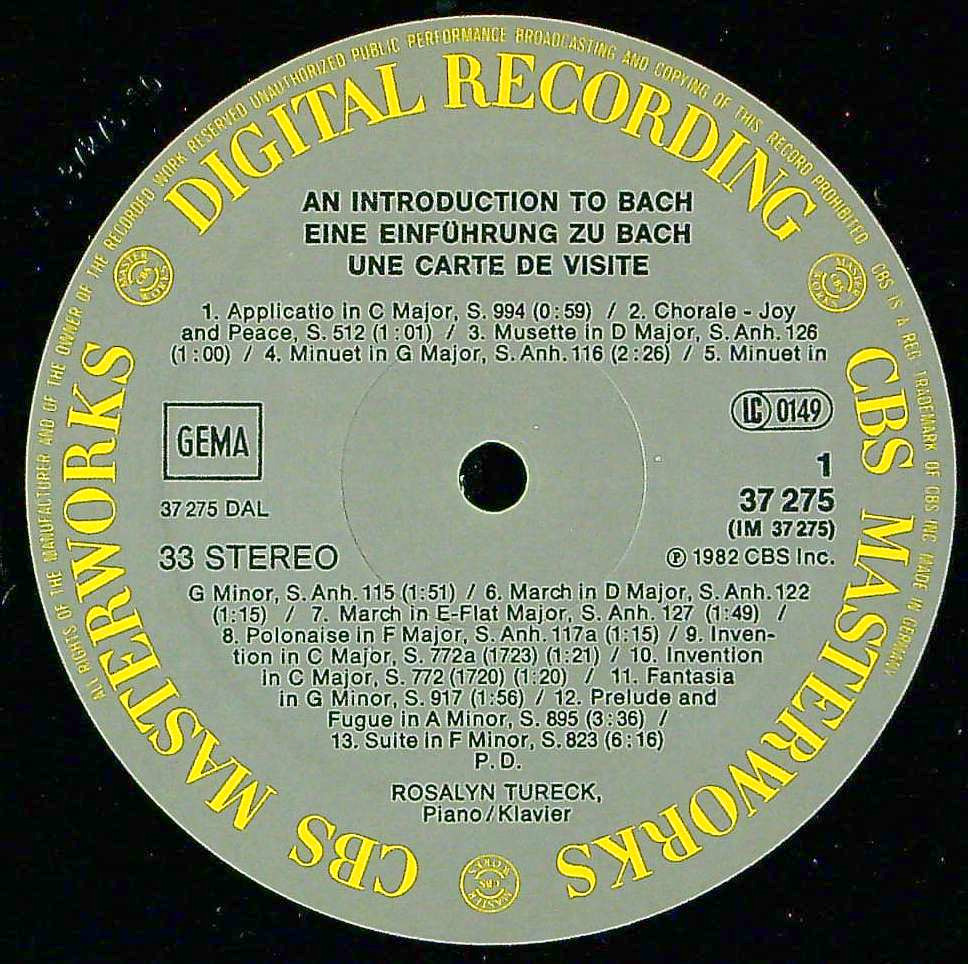 ALL RIGHTS OF THE MANUFACTURER AND OF THE OWNER OF THE RECORDED WORK RESERVED UNAUTHORIZED PUBLIC PERFORMANCE BROADCASTING AND COPYING OF THIS RECORD PROHIBITED
CBS IS A REG TRADEMARK OF CBS INC MADE IN GERMANY
DIGITAL RECORDING
AN INTRODUCTION TO BACH
EINE EINFÜHRUNG ZU BACH
UNE CARTE DE VISITE
MASTER
CBS
WORKS
MASTER
CBS
WORKS
1. Applicatio in C Major, S. 994 (0:59) / 2. Chorale - Joy
and Peace, S. 512 (1:01) / 3. Musette in D Major, S. Anh. 126
(1:00) / 4. Minuet in G Major, S. Anh. 116 (2:26) / 5. Minuet in
GEMA
LC 0149
1
37 275
(IM 37 275)
37 275 DAL
33 STEREO
℗ 1982 CBS Inc.
G Minor, S. Anh. 115 (1:51) / 6. March in D Major, S. Anh. 122
(1:15) / 7. March in E-Flat Major, S. Anh. 127 (1:49) /
8. Polonaise in F Major, S. Anh. 117a (1:15) / 9. Inven-
tion in C Major, S. 772a (1723) (1:21) / 10. Invention
in C Major, S. 772 (1720) (1:20) / 11. Fantasia
in G Minor, S. 917 (1:56) / 12. Prelude and
Fugue in A Minor, S. 895 (3:36) /
13. Suite in F Minor, S. 823 (6:16)
P. D.
ROSALYN TURECK,
Piano/Klavier
CBS MASTERWORKS
CBS MASTERWORKS
MASTER
CBS
WORKS